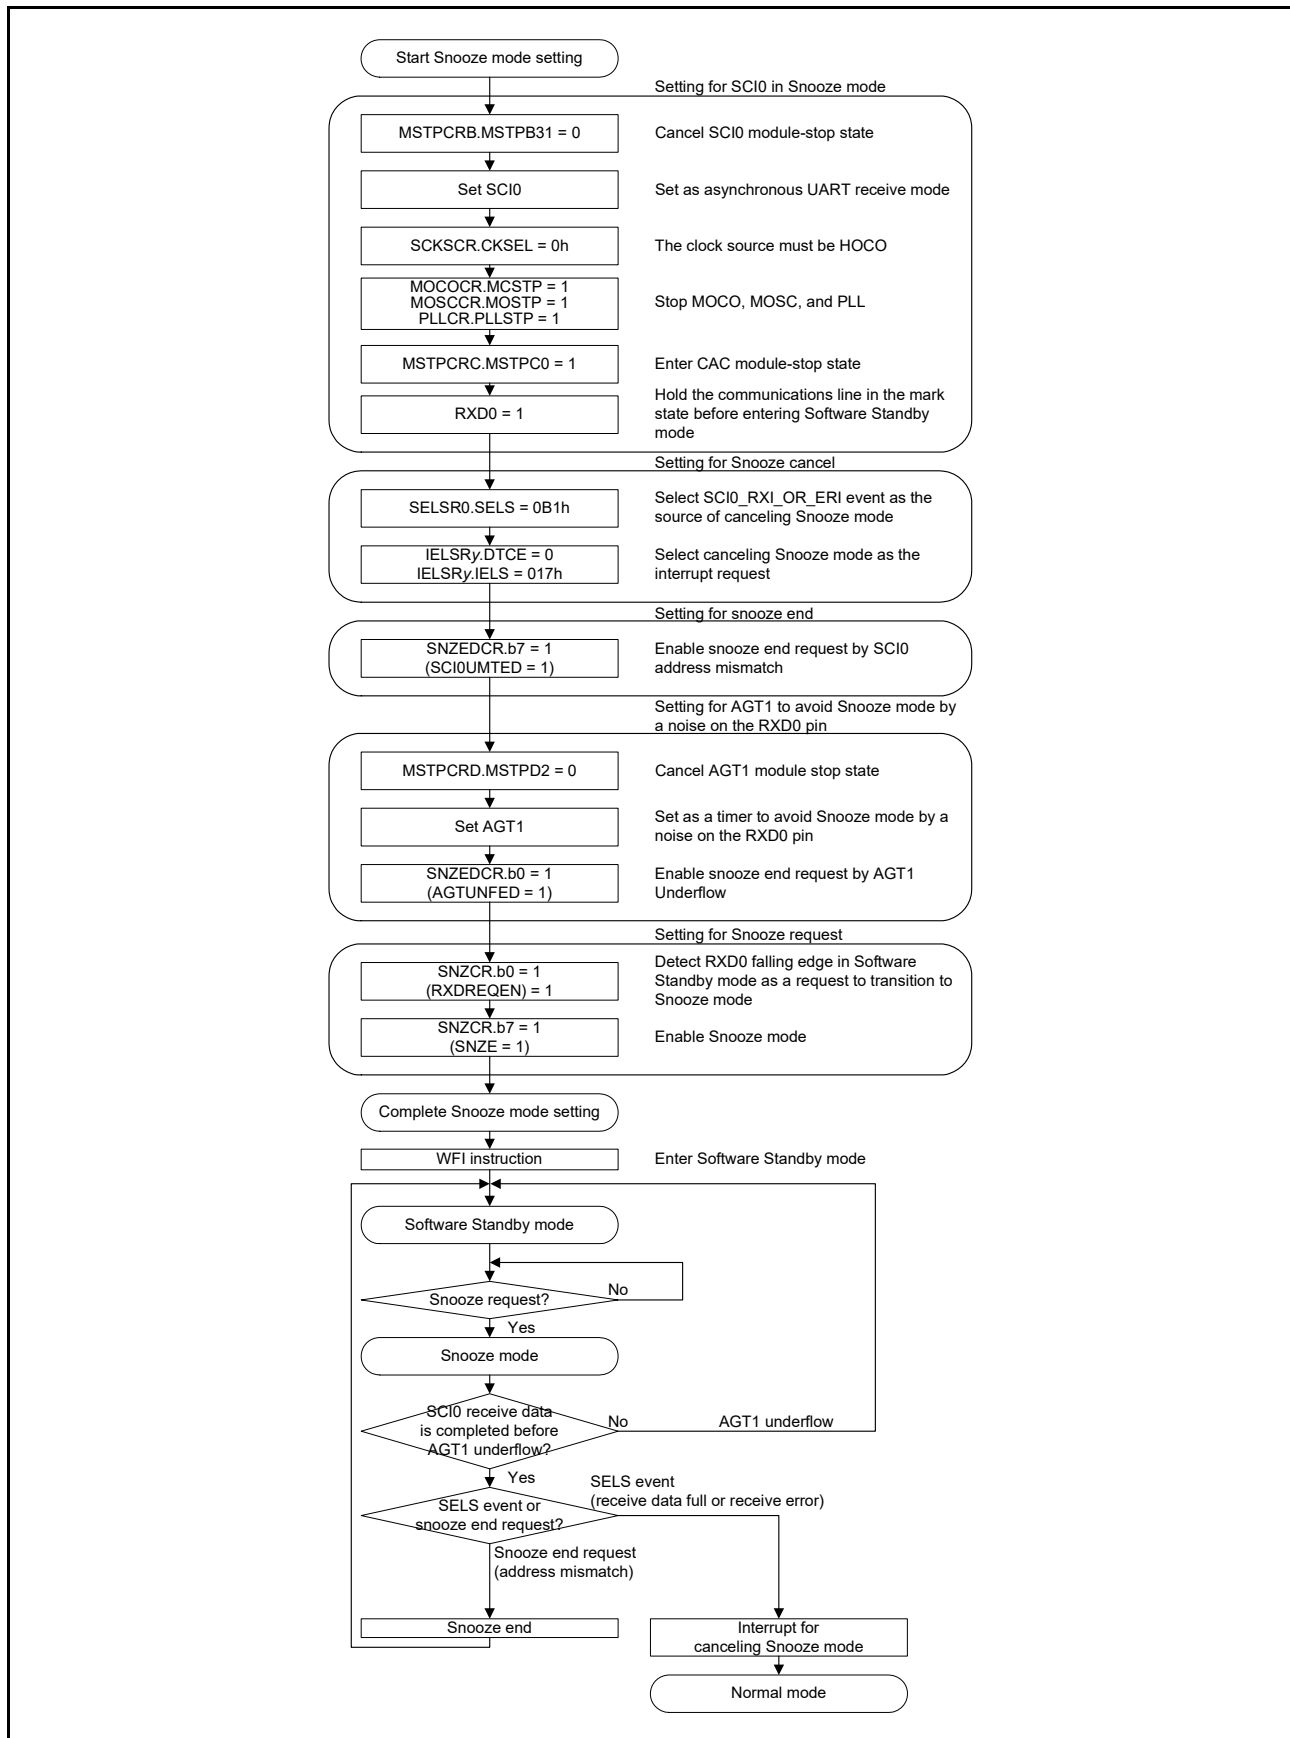 Start Snooze mode setting
Setting for SCI0 in Snooze mode
MSTPCRB.MSTPB31 = 0
Cancel SCI0 module-stop state
Set SCI0
Set as asynchronous UART receive mode
SCKSCR.CKSEL = 0h
The clock source must be HOCO
MOCOCR.MCSTP = 1
MOSCCR.MOSTP = 1
PLLCR.PLLSTP = 1
Stop MOCO, MOSC, and PLL
MSTPCRC.MSTPC0 = 1
Enter CAC module-stop state
RXD0 = 1
Hold the communications line in the mark
state before entering Software Standby
mode
Setting for Snooze cancel
SELSR0.SELS = 0B1h
Select SCI0_RXI_OR_ERI event as the
source of canceling Snooze mode
IELSRy.DTCE = 0
IELSRy.IELS = 017h
Select canceling Snooze mode as the
interrupt request
Setting for snooze end
SNZEDCR.b7 = 1
(SCI0UMTED = 1)
Enable snooze end request by SCI0
address mismatch
Setting for AGT1 to avoid Snooze mode by
a noise on the RXD0 pin
MSTPCRD.MSTPD2 = 0
Cancel AGT1 module stop state
Set AGT1
Set as a timer to avoid Snooze mode by a
noise on the RXD0 pin
SNZEDCR.b0 = 1
(AGTUNFED = 1)
Enable snooze end request by AGT1
Underflow
Setting for Snooze request
SNZCR.b0 = 1
(RXDREQEN) = 1
Detect RXD0 falling edge in Software
Standby mode as a request to transition to
Snooze mode
SNZCR.b7 = 1
(SNZE = 1)
Enable Snooze mode
Complete Snooze mode setting
WFI instruction
Enter Software Standby mode
Software Standby mode
Snooze request?
No
Yes
Snooze mode
SCI0 receive data
is completed before
AGT1 underflow?
No
AGT1 underflow
Yes
SELS event
(receive data full or receive error)
SELS event or
snooze end request?
Snooze end request
(address mismatch)
Snooze end
Interrupt for
canceling Snooze mode
Normal mode